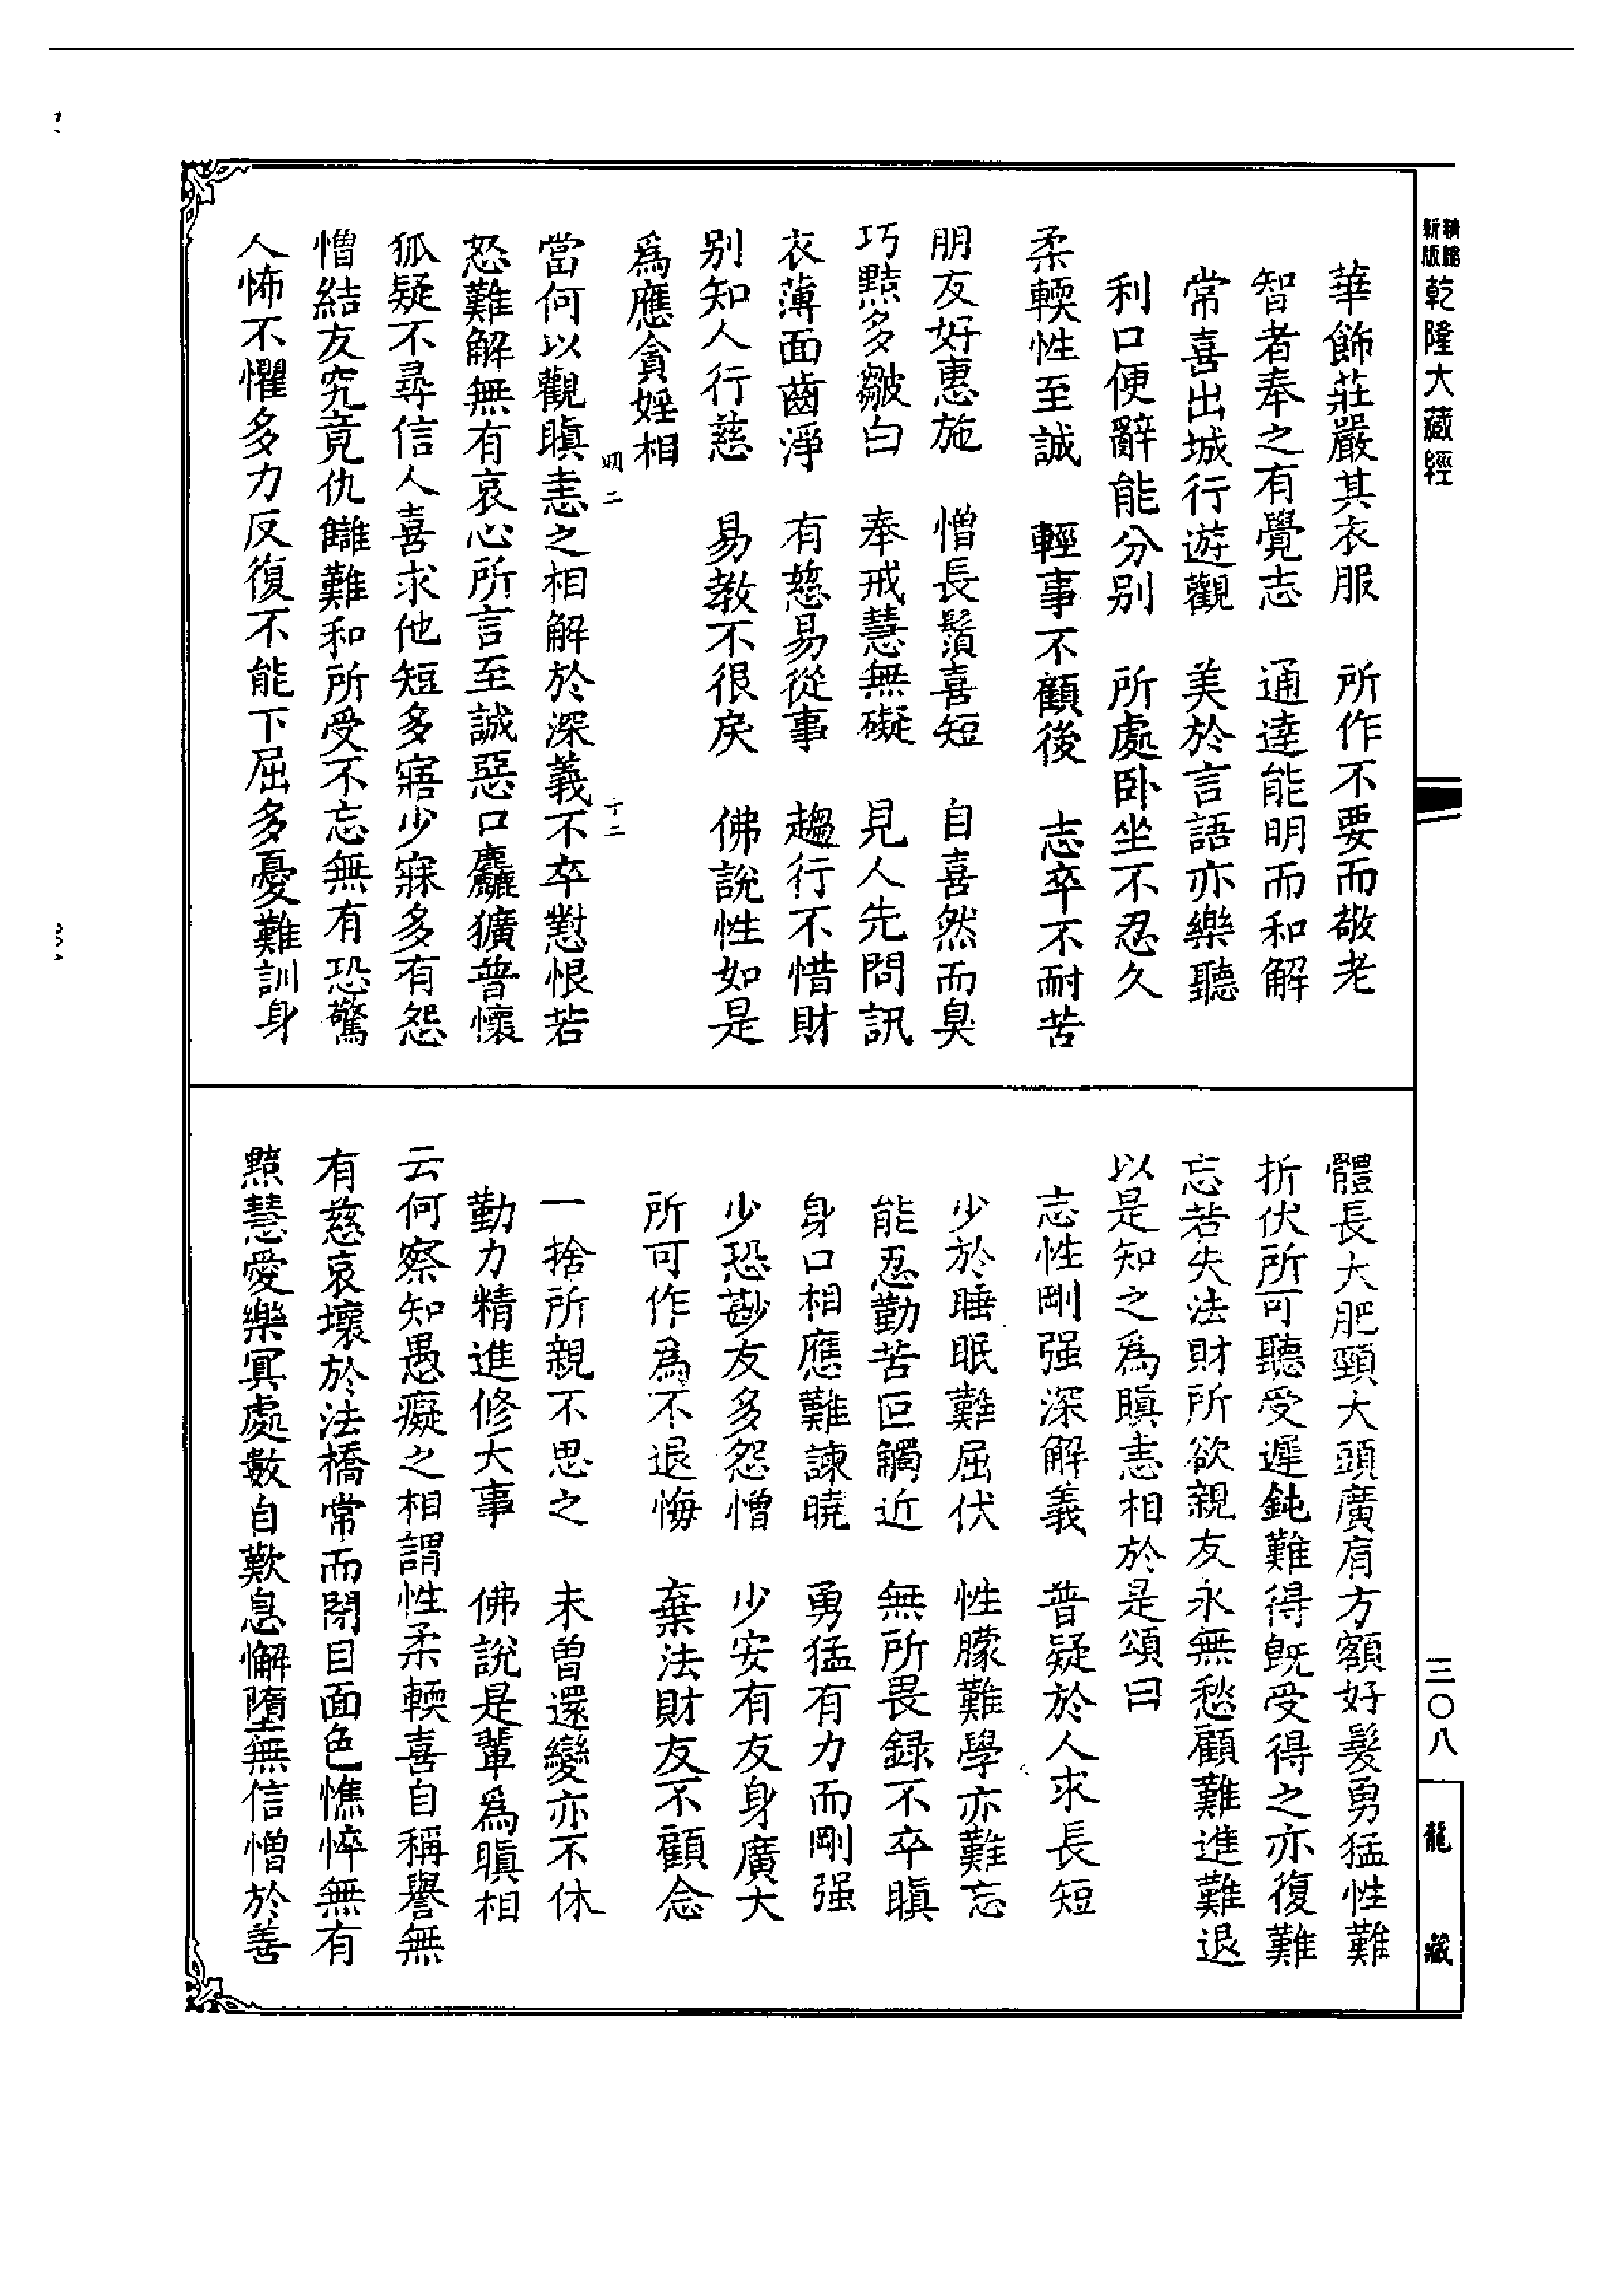 新版
乾隆大藏經
三〇八
龍藏
華飾莊嚴其衣服　所作不要而敬老
智者奉之有覺志　通達能明而和解
常喜出城行遊觀　美於言語亦樂聽
利口便辭能分別　所處卧坐不忍久
柔輭性至誠　輕事不顧後　志卒不耐苦
朋友好惠施　憎長鬚喜短　自喜然而臭
巧黠多皺白　奉戒慧無礙　見人先問訊
衣薄面齒淨　有慈易從事　趨行不惜財
別知人行慈　易教不很戾　佛說性如是
爲應貪婬相
當何以觀瞋恚之相解於深義不卒懟恨若
怒難解無有哀心所言至誠惡口麤獷普懷
狐疑不尋信人喜求他短多寤少寐多有怨
憎結友究竟仇讎難和所受不忘無有恐驚
人怖不懼多力反復不能下屈多憂難訓身
十二
體長大肥頸大頭廣肩方額好髮勇猛性難
折伏所可聽受遲鈍難得旣受得之亦復難
忘若失法財所欲親友永無愁顧難進難退
以是知之爲瞋恚相於是頌曰
志性剛强深解義　普疑於人求長短
少於睡眠難屈伏　性朦難學亦難忘
能忍勤苦叵觸近　無所畏録不卒瞋
身口相應難諫曉　勇猛有力而剛强
少恐尠友多怨憎　少安有友身廣大
所可作爲不退悔　棄法財友不顧念
一捨所親不思之　未曽還變亦不休
勤力精進修大事　佛說是輩爲瞋相
云何察知愚癡之相謂性柔輭喜自稱譽無
有慈哀壞於法橋常而閉目面色憔悴無有
黠慧愛樂冥處數自歎息懈墮無信憎於善